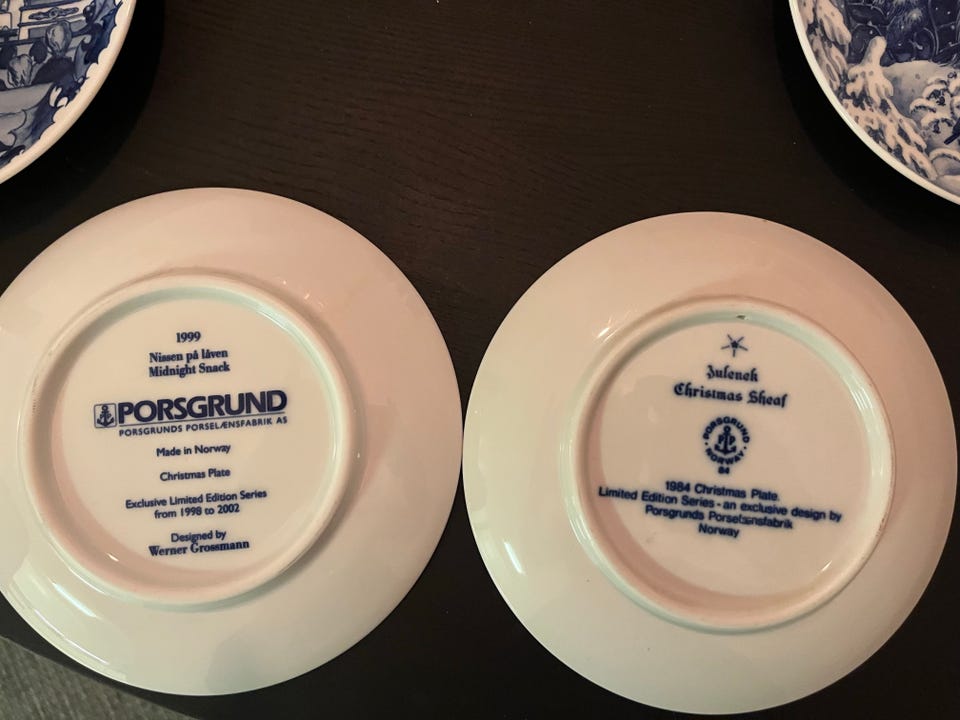 1999
Nissen på låven
Midnight Snack
PORSGRUND
PORSGRUNDS PORSELÆNSFABRIK AS
Made in Norway
Christmas Plate
Exclusive Limited Edition Series
from 1998 to 2002
Designed by
Werner Grossmann
Julenek
Christmas Sheaf
PORSGRUND
NORWAY
84
1984 Christmas Plate
Limited Edition Series - an exclusive design by
Porsgrunds Porselænsfabrik
Norway